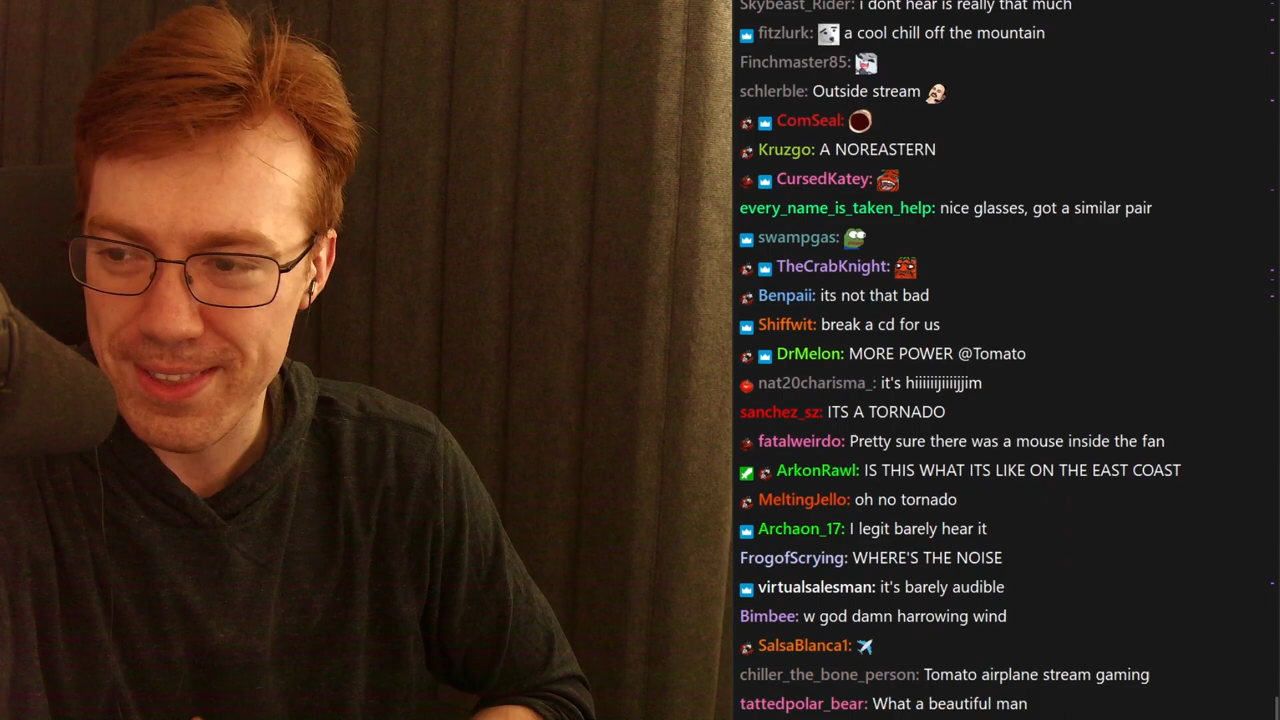 Skybeast_Rider: i dont hear is really that much
fitzlurk: a cool chill off the mountain
Finchmaster85:
schlerble: Outside stream
ComSeal:
Kruzgo: A NOREASTERN
CursedKatey:
every_name_is_taken_help: nice glasses, got a similar pair
swampgas:
TheCrabKnight:
Benpaii: its not that bad
Shiffwit: break a cd for us
DrMelon: MORE POWER @Tomato
nat20charisma_: it's hiiiiiijiiiijjim
sanchez_sz: ITS A TORNADO
fatalweirdo: Pretty sure there was a mouse inside the fan
ArkonRawl: IS THIS WHAT ITS LIKE ON THE EAST COAST
MeltingJello: oh no tornado
Archaon_17: I legit barely hear it
FrogofScrying: WHERE'S THE NOISE
virtualsalesman: it's barely audible
Bimbee: w god damn harrowing wind
SalsaBlanca1:
chiller_the_bone_person: Tomato airplane stream gaming
tattedpolar_bear: What a beautiful man